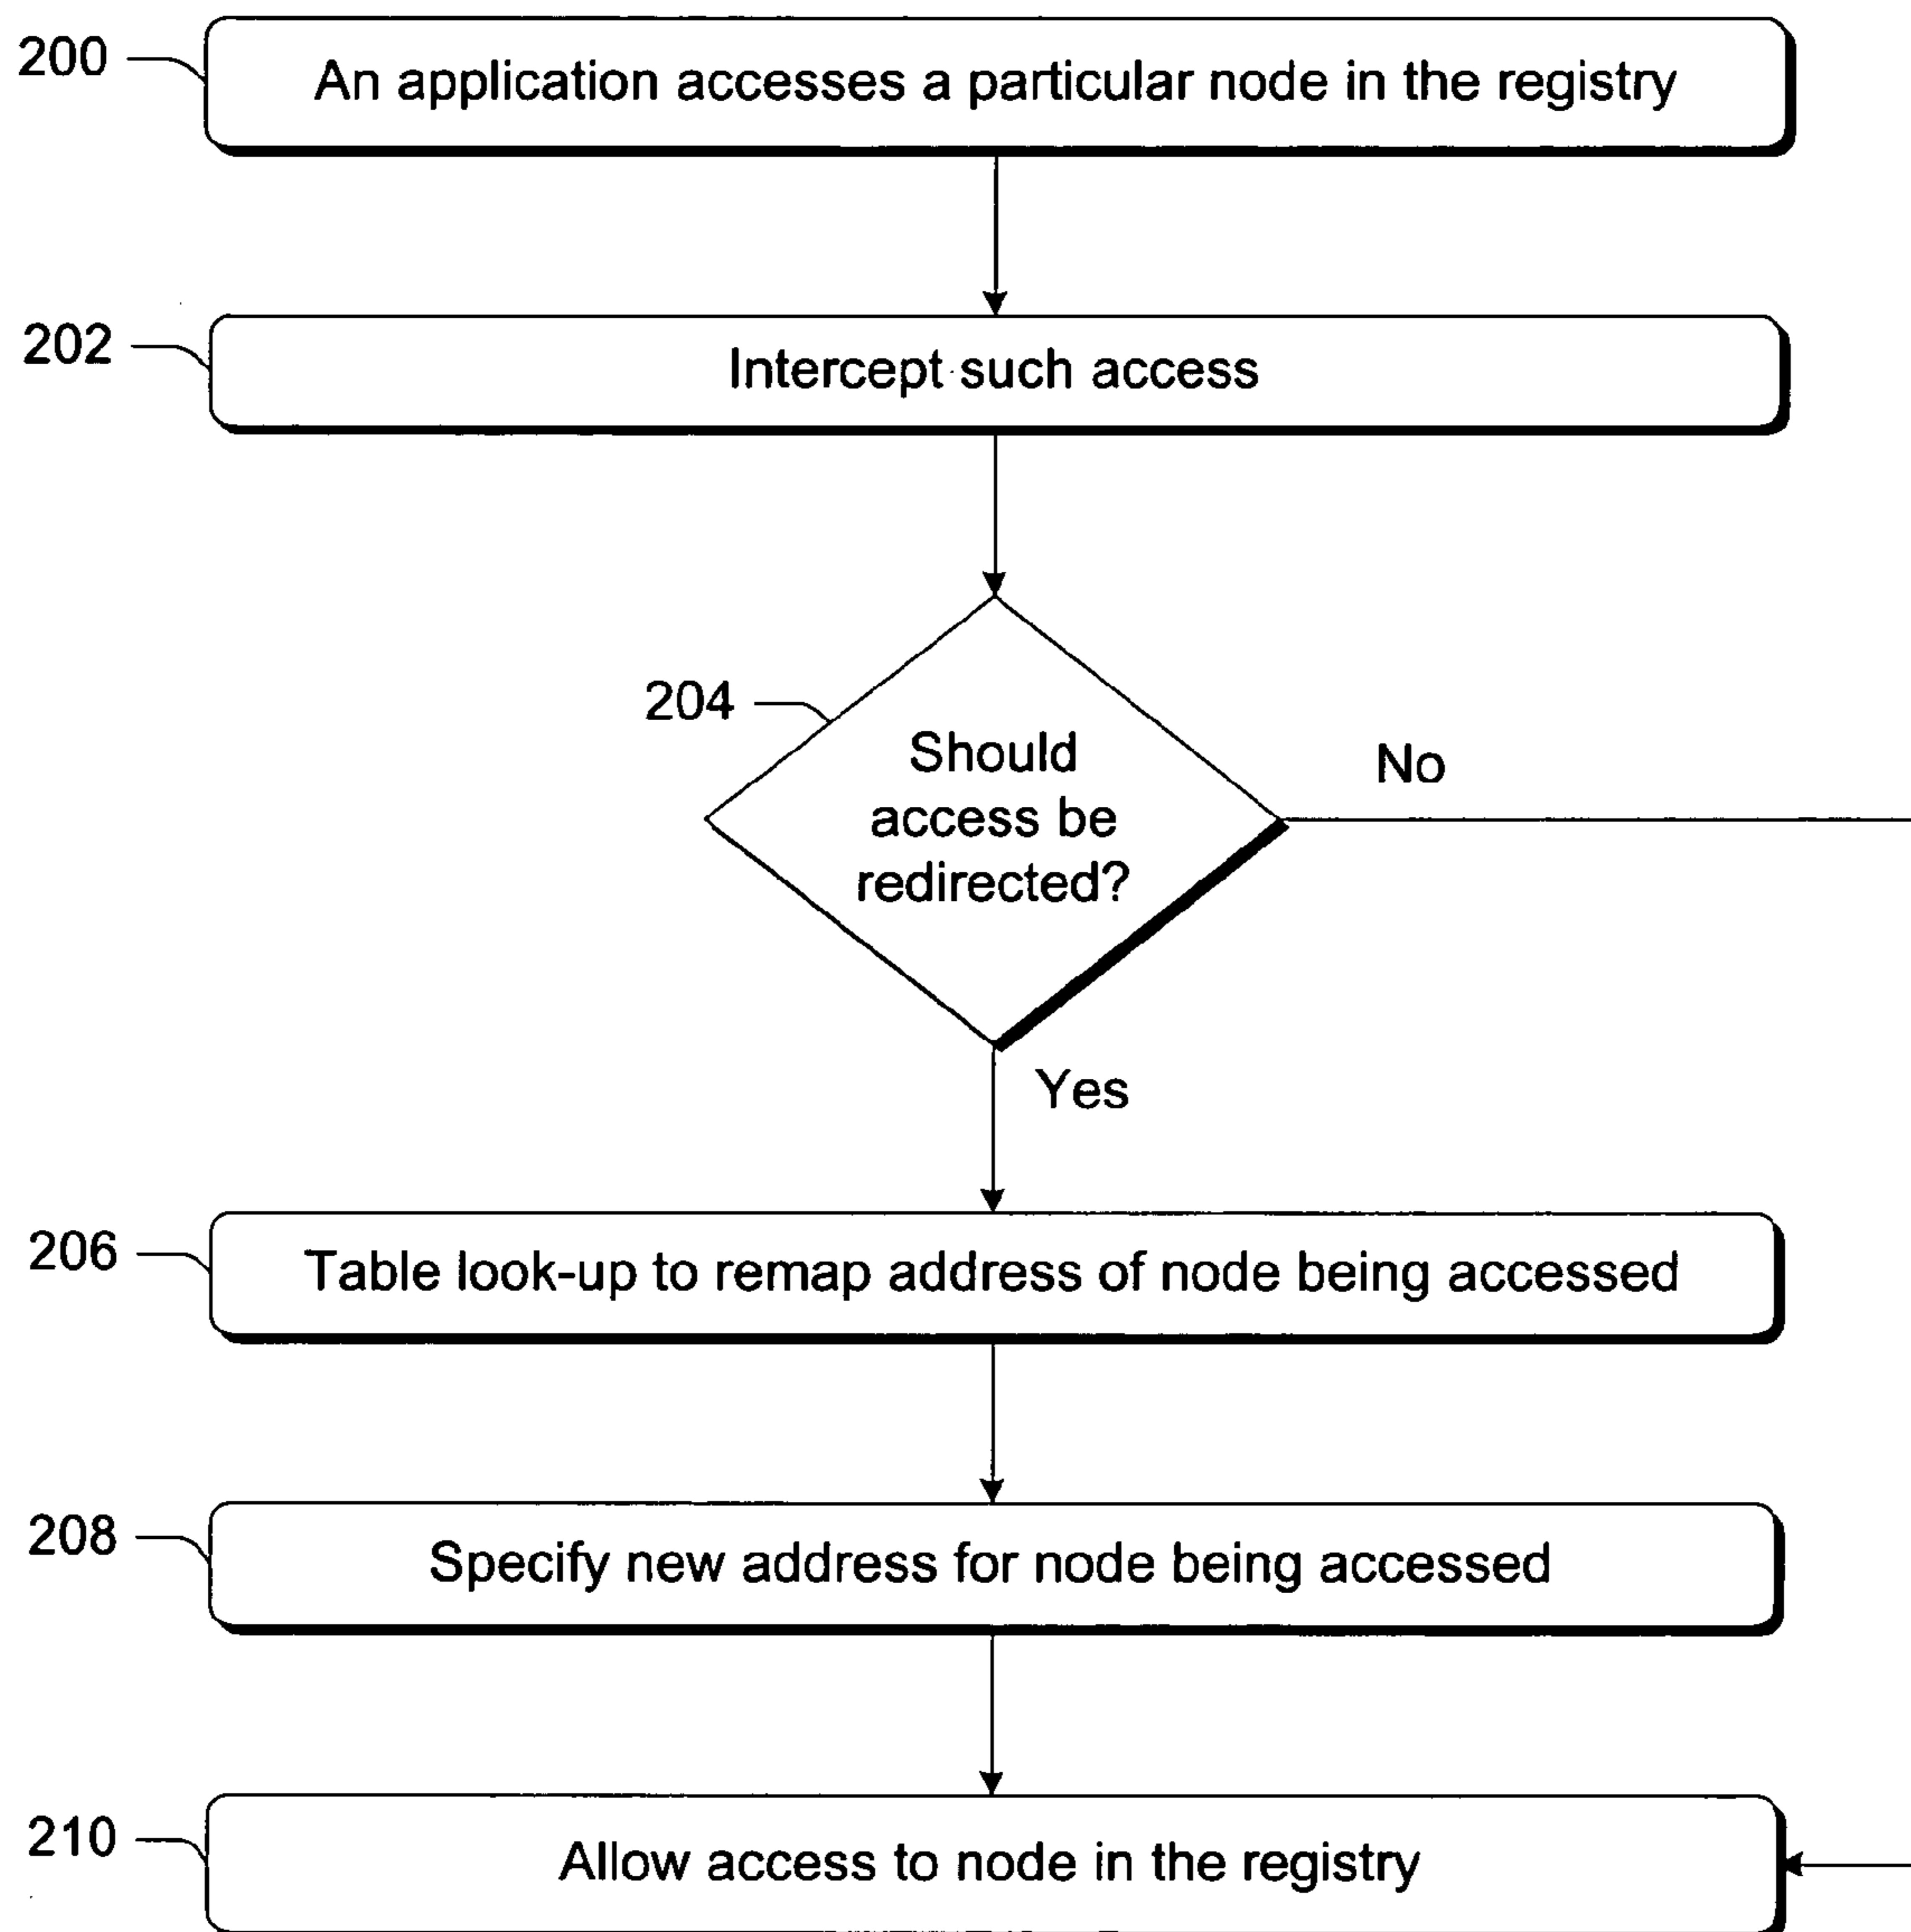 200
An application accesses a particular node in the registry
202
Intercept such access
204
Should
access be
redirected?
No
Yes
206
Table look-up to remap address of node being accessed
208
Specify new address for node being accessed
210
Allow access to node in the registry